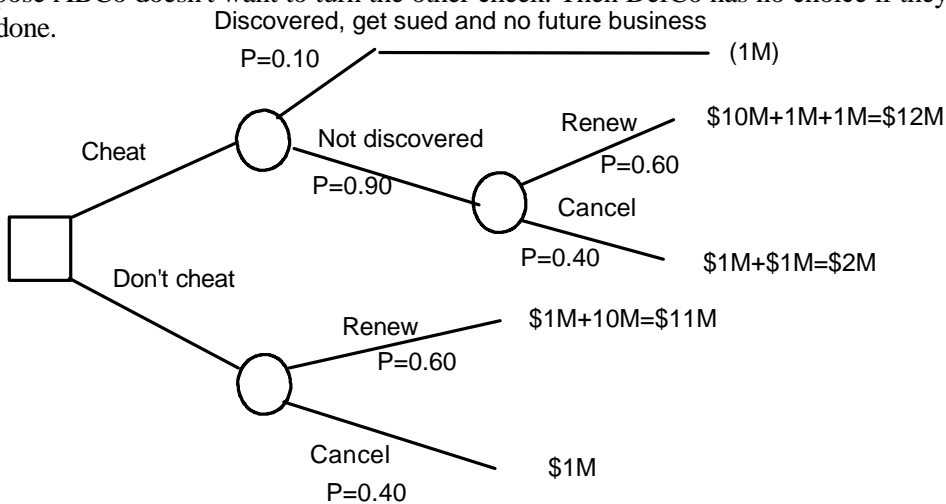 ose ABCo doesn't want to turn the other cheek. Then DefCo has no choice if they
done.
Discovered, get sued and no future business
P=0.10
(1M)
Cheat
Not discovered
P=0.90
Renew
P=0.60
$10M+1M+1M=$12M
Cancel
P=0.40
$1M+$1M=$2M
Don't cheat
Renew
P=0.60
$1M+10M=$11M
Cancel
P=0.40
$1M